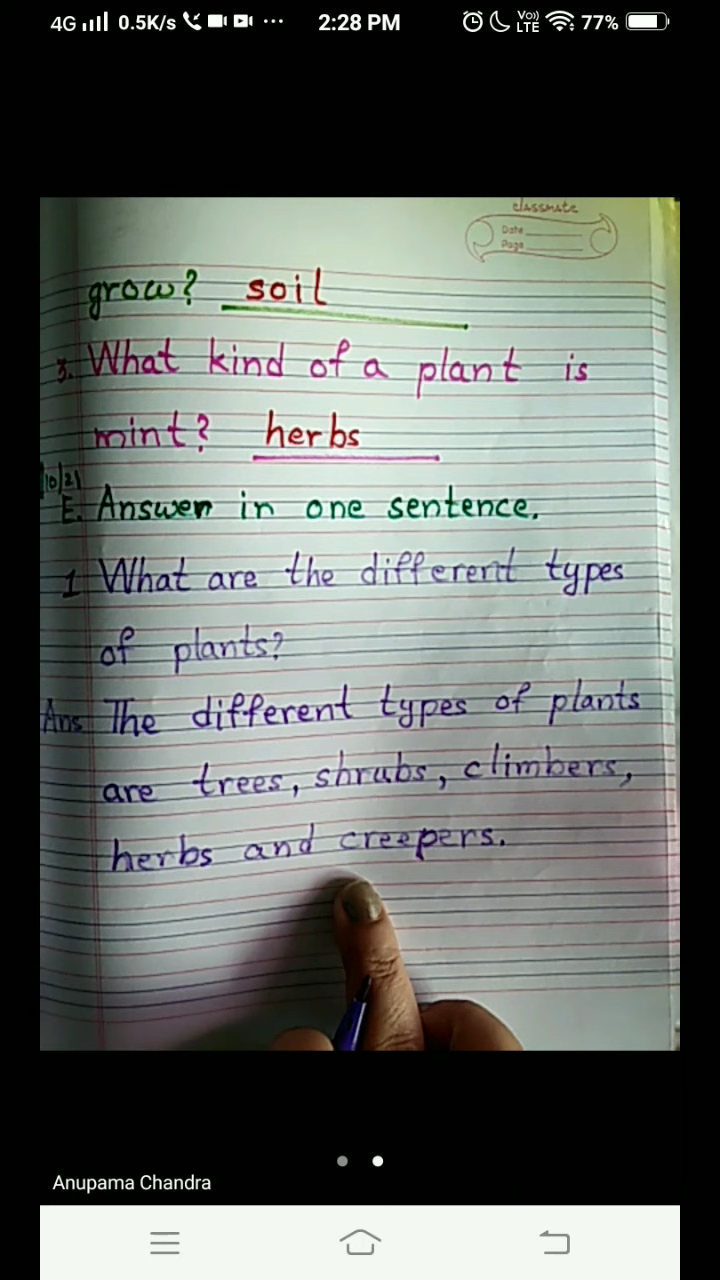 4G 0.5K/s ... 2:28 PM Vo) LTE 77%
classmate
Date
Page
grow? soil
3. What kind of a plant is
mint? herbs
10/21
E. Answer in one sentence.
1 What are the different types
of plants?
Ans The different types of plants
are trees, shrubs, climbers,
herbs and creepers.
Anupama Chandra